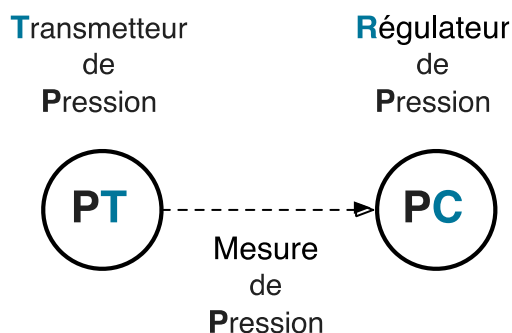 Transmetteur
de
Pression
Régulateur
de
Pression
PT
PC
Mesure
de
Pression